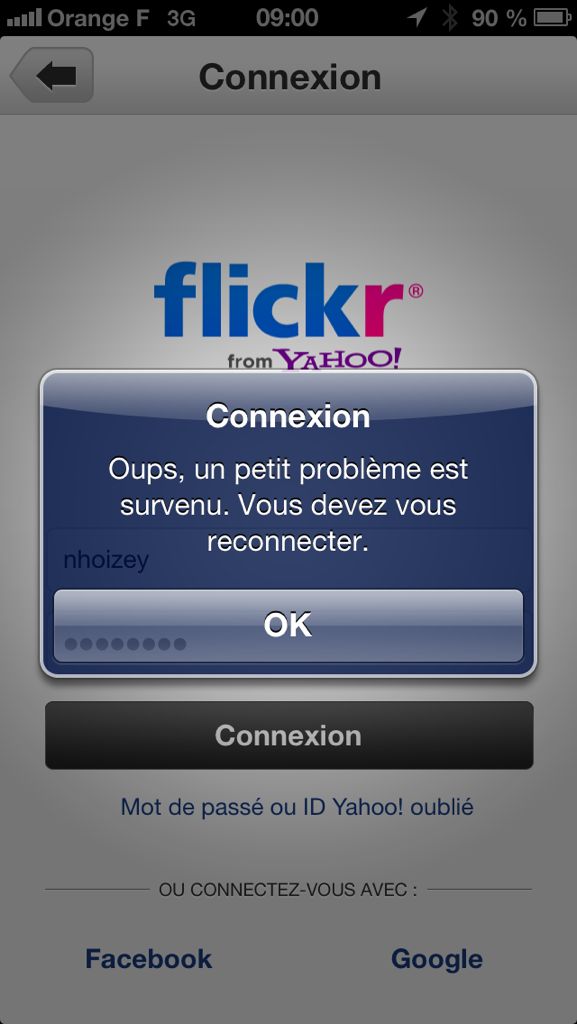 Orange F 3G 09:00 90 %
Connexion
flickr®
from YAHOO!
Connexion
Oups, un petit problème est
survenu. Vous devez vous
reconnecter.
nhoizey
OK
Connexion
Mot de passé ou ID Yahoo! oublié
OU CONNECTEZ-VOUS AVEC :
Facebook Google